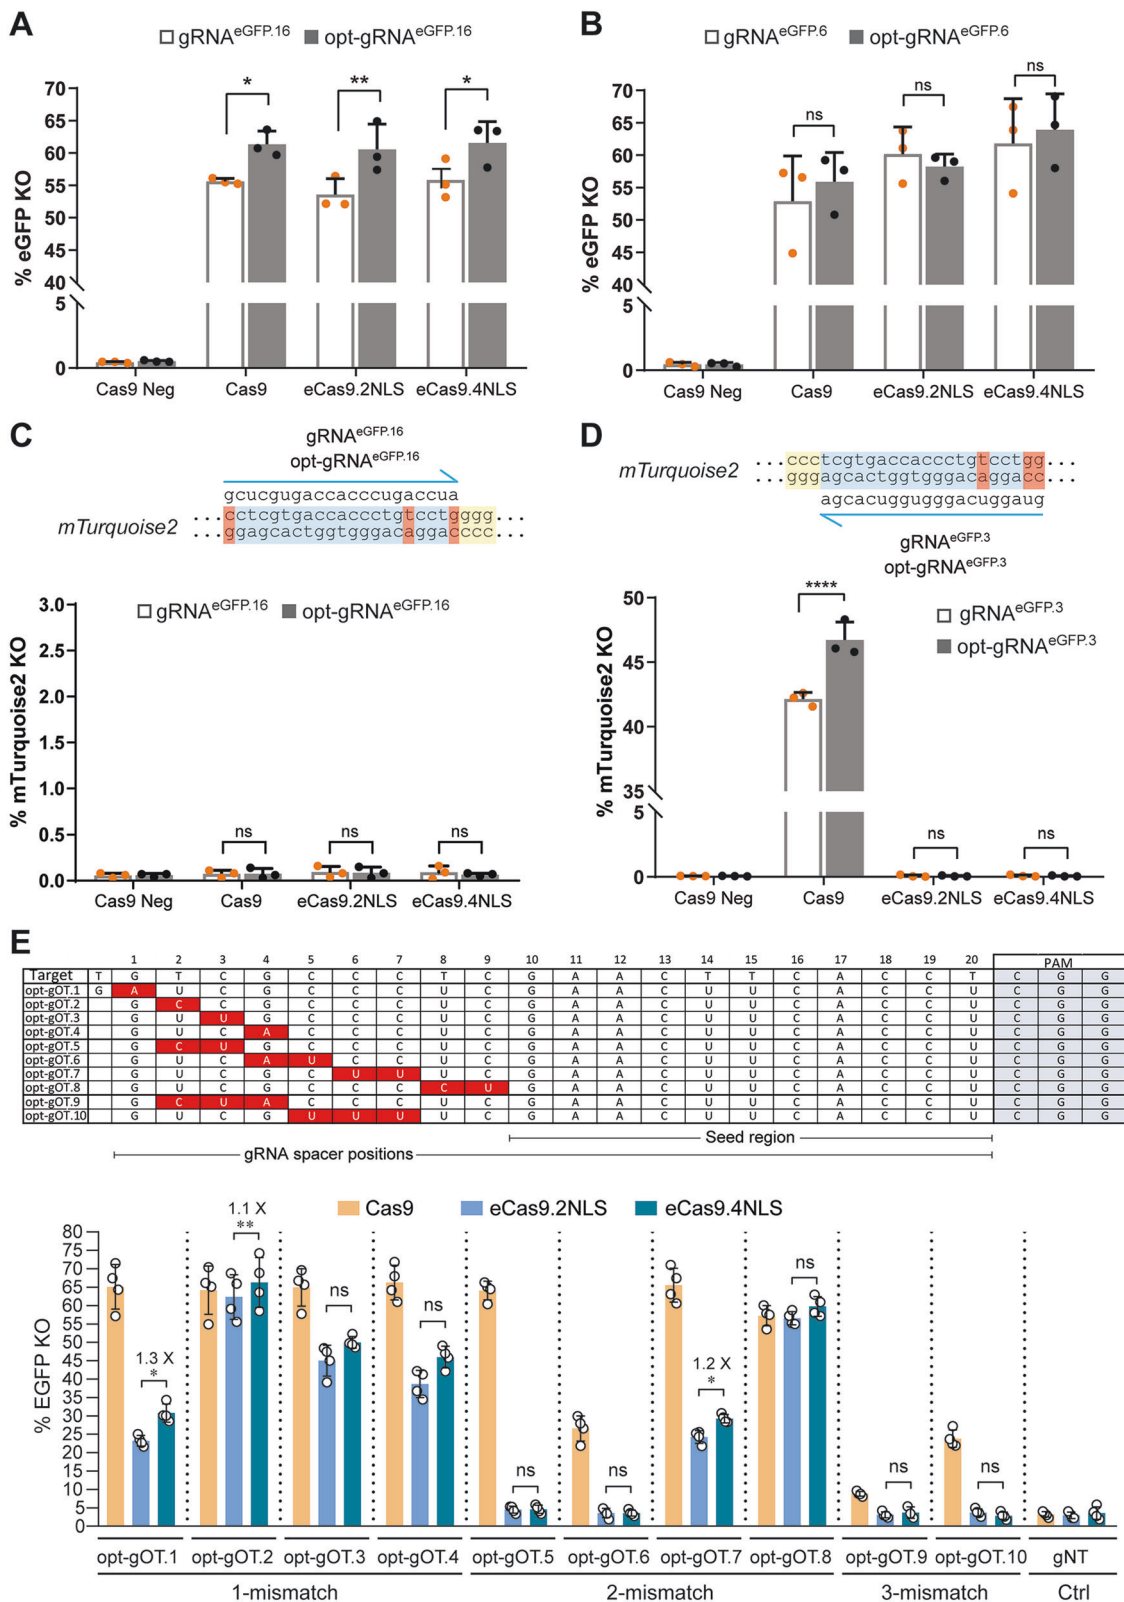 A
gRNA^eGFP.16 opt-gRNA^eGFP.16
% eGFP KO
70
65
60
55
50
45
40
5
0
* ** *
Cas9 Neg Cas9 eCas9.2NLS eCas9.4NLS
B
gRNA^eGFP.6 opt-gRNA^eGFP.6
% eGFP KO
70
65
60
55
50
45
40
5
0
ns ns ns
Cas9 Neg Cas9 eCas9.2NLS eCas9.4NLS
C
gRNA^eGFP.16
opt-gRNA^eGFP.16
gcucgugaccacccugaccua
mTurquoise2
...cctcgtgaccaccctgtcctgggg...
...ggagcactggtgggacaggacccc...
gRNA^eGFP.16 opt-gRNA^eGFP.16
% mTurquoise2 KO
3.0
2.5
2.0
1.5
1.0
0.5
0.0
ns ns ns
Cas9 Neg Cas9 eCas9.2NLS eCas9.4NLS
D
mTurquoise2
...ccctcgtgaccaccctgtcctgg...
...gggagcactggtgggacaggacc...
agcacuggugggacuggaug
gRNA^eGFP.3
opt-gRNA^eGFP.3
gRNA^eGFP.3
opt-gRNA^eGFP.3
% mTurquoise2 KO
50
45
40
35
5
0
**** ns ns
Cas9 Neg Cas9 eCas9.2NLS eCas9.4NLS
E
1 2 3 4 5 6 7 8 9 10 11 12 13 14 15 16 17 18 19 20 PAM
Target T G T C G C C C T C G A A C T T C A C C T C G G
opt-gOT.1 G A U C G C C C U C G A A C U U C A C C U C G G
opt-gOT.2 G C C G C C C U C G A A C U U C A C C U C G G
opt-gOT.3 G U U G C C C U C G A A C U U C A C C U C G G
opt-gOT.4 G U C A C C C U C G A A C U U C A C C U C G G
opt-gOT.5 G C U G C C C U C G A A C U U C A C C U C G G
opt-gOT.6 G U C A U C C U C G A A C U U C A C C U C G G
opt-gOT.7 G U C G C U U U C G A A C U U C A C C U C G G
opt-gOT.8 G U C G C C C C U G A A C U U C A C C U C G G
opt-gOT.9 G C U A C C C U C G A A C U U C A C C U C G G
opt-gOT.10 G U C G U U U U C G A A C U U C A C C U C G G
Seed region
gRNA spacer positions
Cas9 eCas9.2NLS eCas9.4NLS
% EGFP KO
80
75
70
65
60
55
50
45
40
35
30
25
20
15
10
5
0
1.3 X
*
1.1 X
**
ns
ns
ns
ns
1.2 X
*
ns
ns
ns
opt-gOT.1 opt-gOT.2 opt-gOT.3 opt-gOT.4 opt-gOT.5 opt-gOT.6 opt-gOT.7 opt-gOT.8 opt-gOT.9 opt-gOT.10 gNT
1-mismatch 2-mismatch 3-mismatch Ctrl